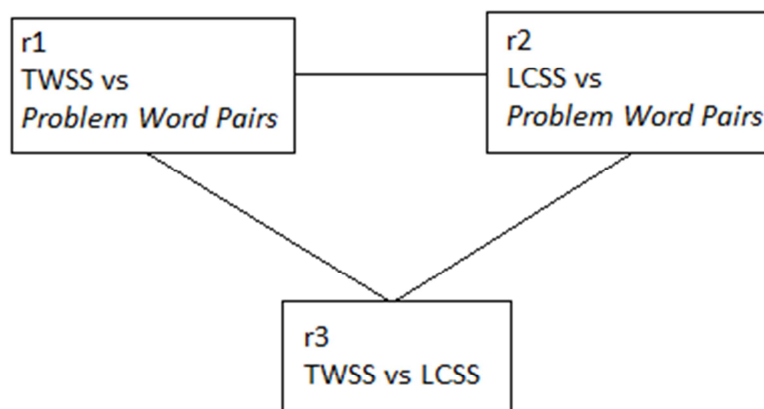 r1
TWSS vs
Problem Word Pairs
r2
LCSS vs
Problem Word Pairs
r3
TWSS vs LCSS